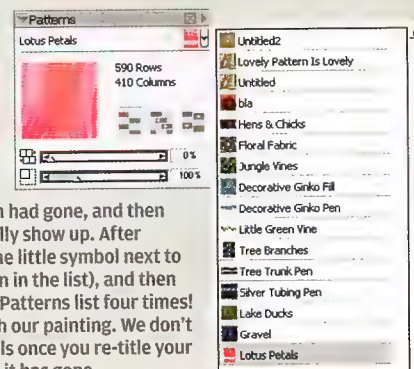 Patterns
Lotus Petals
590 Rows
410 Columns
0%
100%
Untitled2
Lovely Pattern Is Lovely
Untitled
bla
Hens & Chicks
Floral Fabric
Jungle Vines
Decorative Ginko Fill
Decorative Ginko Pen
Little Green Vine
Tree Branches
Tree Trunk Pen
Silver Tubing Pen
Lake Ducks
Gravel
Lotus Petals
had gone, and then
lly show up. After
e little symbol next to
n in the list), and then
Patterns list four times!
h our painting. We don't
ls once you re-title your
it has gone